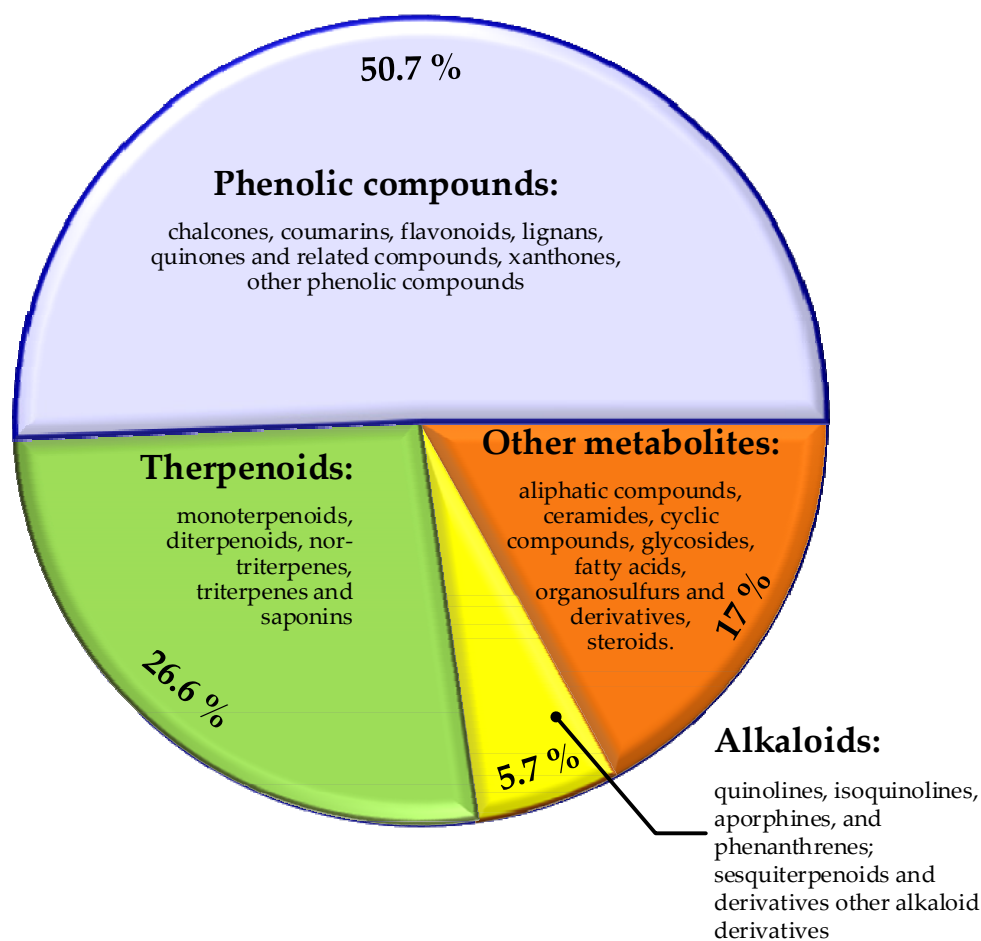 50.7 %
Phenolic compounds:
chalcones, coumarins, flavonoids, lignans,
quinones and related compounds, xanthones,
other phenolic compounds
Therpenoids:
monoterpenoids,
diterpenoids, nor-
triterpenes,
triterpenes and
saponins
26.6 %
Other metabolites:
aliphatic compounds,
ceramides, cyclic
compounds, glycosides,
fatty acids,
organosulfurs and
derivatives,
steroids.
17 %
5.7 %
Alkaloids:
quinolines, isoquinolines,
aporphines, and
phenanthrenes;
sesquiterpenoids and
derivatives other alkaloid
derivatives